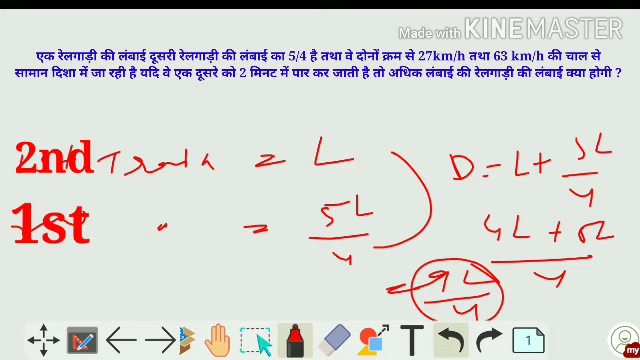 Made with KINEMASTER
एक रेलगाड़ी की लंबाई दूसरी रेलगाड़ी की लंबाई का 5/4 है तथा वे दोनों क्रम से 27km/h तथा 63 km/h की चाल से
सामान दिशा में जा रही है यदि वे एक दूसरे को 2 मिनट में पार कर जाती है तो अधिक लंबाई की रेलगाड़ी की लंबाई क्या होगी ?
2nd Train = L
1st " = 5L/4
D = L + 5L/4
4L + 5L / 4
= 9L/4
T
1
my